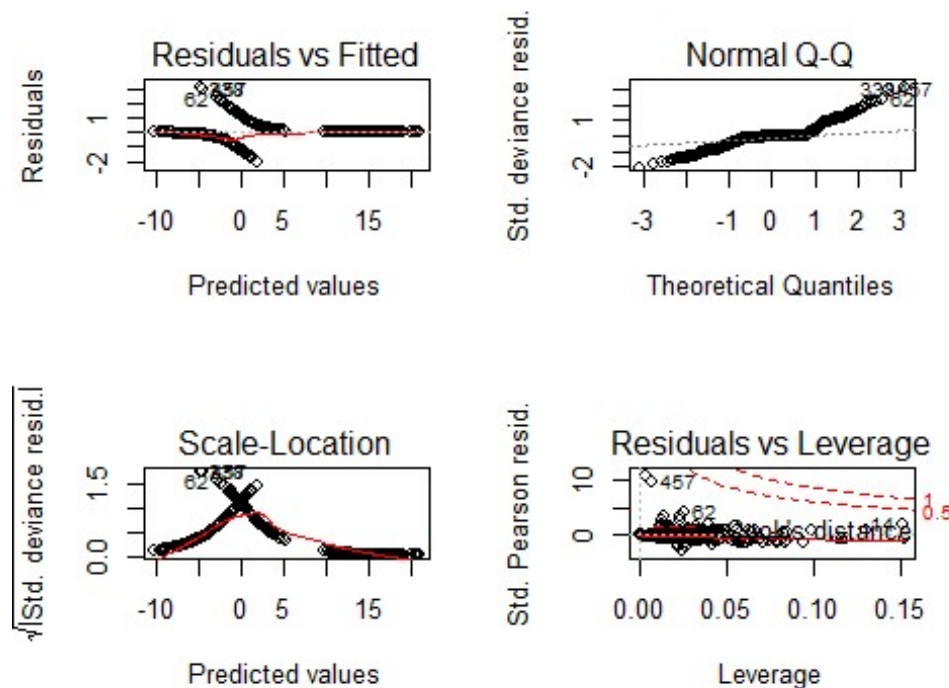 Residuals vs Fitted
Residuals
1
-2
62
-10 0 5 15
Predicted values
Normal Q-Q
Std. deviance resid.
1
-2
62
-3 -1 0 1 2 3
Theoretical Quantiles
Scale-Location
√|Std. deviance resid.|
1.5
0.0
62
-10 0 5 15
Predicted values
Residuals vs Leverage
Std. Pearson resid.
10
0
457
62
Cook's distance
1
0.5
0.00 0.05 0.10 0.15
Leverage